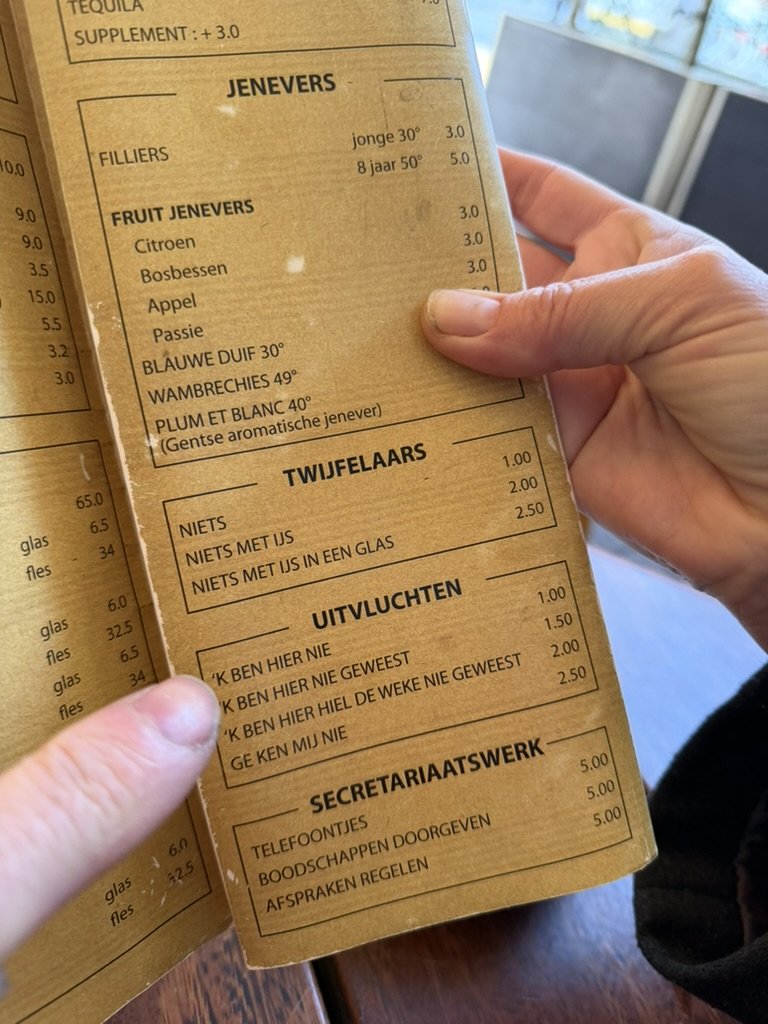 TEQUILA 7.0
SUPPLEMENT : + 3.0
JENEVERS
FILLIERS jonge 30° 3.0
8 jaar 50° 5.0
FRUIT JENEVERS
Citroen 3.0
Bosbessen 3.0
Appel 3.0
Passie
BLAUWE DUIF 30°
WAMBRECHIES 49°
PLUM ET BLANC 40°
(Gentse aromatische jenever)
TWIJFELAARS
NIETS 1.00
NIETS MET IJS 2.00
NIETS MET IJS IN EEN GLAS 2.50
UITVLUCHTEN
'K BEN HIER NIE 1.00
'K BEN HIER NIE GEWEEST 1.50
'K BEN HIER HIEL DE WEKE NIE GEWEEST 2.00
GE KEN MIJ NIE 2.50
SECRETARIAATSWERK
TELEFOONTJES 5.00
BOODSCHAPPEN DOORGEVEN 5.00
AFSPRAKEN REGELEN 5.00
9.0
9.0
3.5
15.0
5.5
3.2
3.0
65.0
glas 6.5
fles 34
glas 6.0
fles 32.5
glas 6.5
fles 34
glas 6.0
fles 32.5